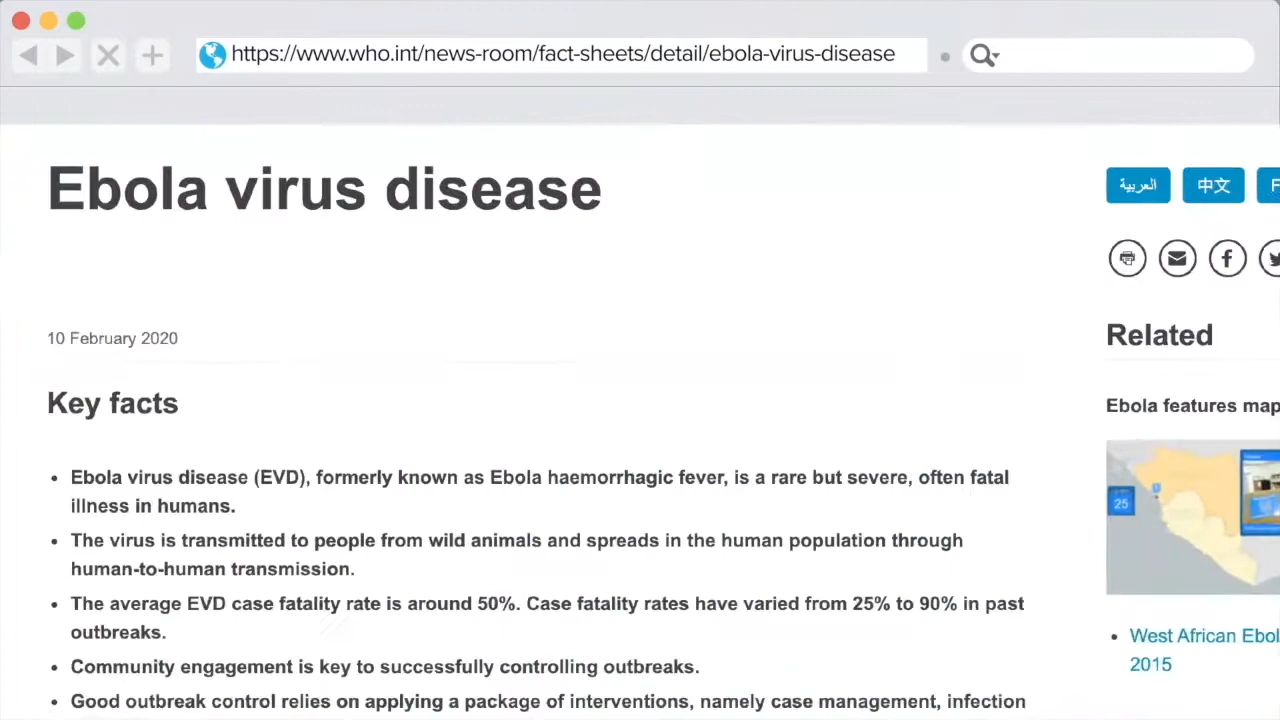 https://www.who.int/news-room/fact-sheets/detail/ebola-virus-disease
Ebola virus disease
العربية
中文
F
10 February 2020
Related
Key facts
Ebola features map
• Ebola virus disease (EVD), formerly known as Ebola haemorrhagic fever, is a rare but severe, often fatal
illness in humans.
25
• The virus is transmitted to people from wild animals and spreads in the human population through
human-to-human transmission.
• The average EVD case fatality rate is around 50%. Case fatality rates have varied from 25% to 90% in past
outbreaks.
• West African Ebol
2015
• Community engagement is key to successfully controlling outbreaks.
• Good outbreak control relies on applying a package of interventions, namely case management, infection